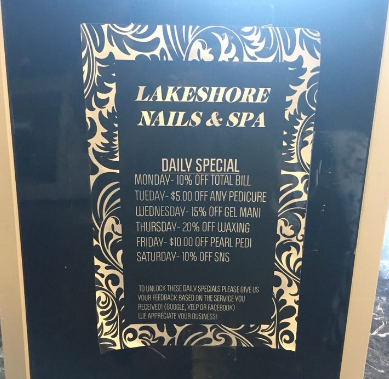 LAKESHORE
NAILS & SPA
DAILY SPECIAL
MONDAY- 10% OFF TOTAL BILL
TUEDAY- $5.00 OFF ANY PEDICURE
WEDNESDAY- 15% OFF GEL MANI
THURSDAY- 20% OFF WAXING
FRIDAY- $10.00 OFF PEARL PEDI
SATURDAY- 10% OFF SNS
TO UNLOCK THESE DAILY SPECIALS PLEASE GIVE US
YOUR FEEDBACK BASED ON THE SERVICE YOU
RECEIVED! (GOOGLE, YELP OR FACEBOOK)
WE APPRECIATE YOUR BUSINESS!